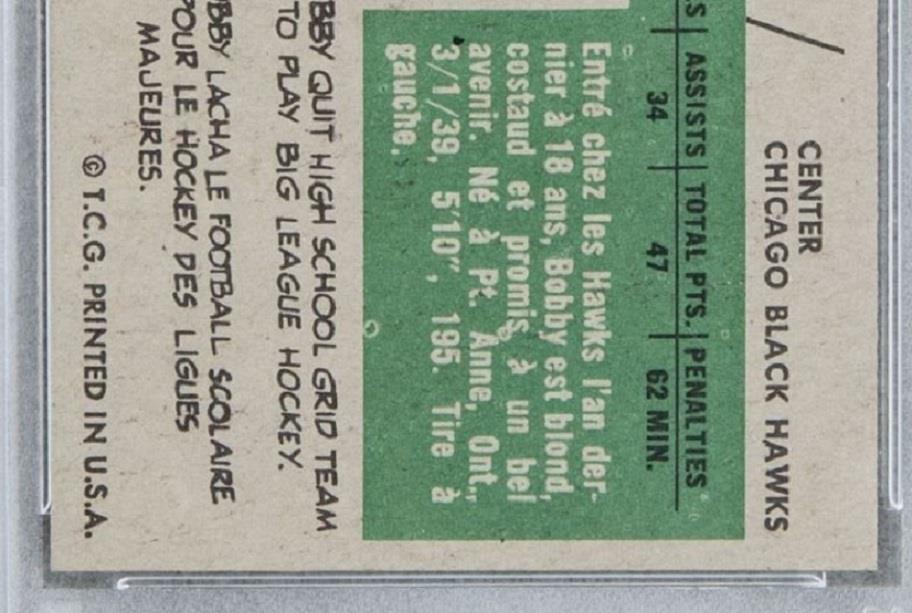 CENTER
CHICAGO BLACK HAWKS
ASSISTS TOTAL PTS. PENALTIES
34 47 62 MIN.
Entré chez les Hawks l'an der-
nier à 18 ans, Bobby est blond,
costaud et promis à un bel
avenir. Né à Pt. Anne, Ont.,
3/1/39, 5'10", 195. Tire à
gauche.
QUIT HIGH SCHOOL GRID TEAM
TO PLAY BIG LEAGUE HOCKEY.
LACHA LE FOOTBALL SCOLAIRE
POUR LE HOCKEY DES LIGUES
MAJEURES.
© T.C.G. PRINTED IN U.S.A.